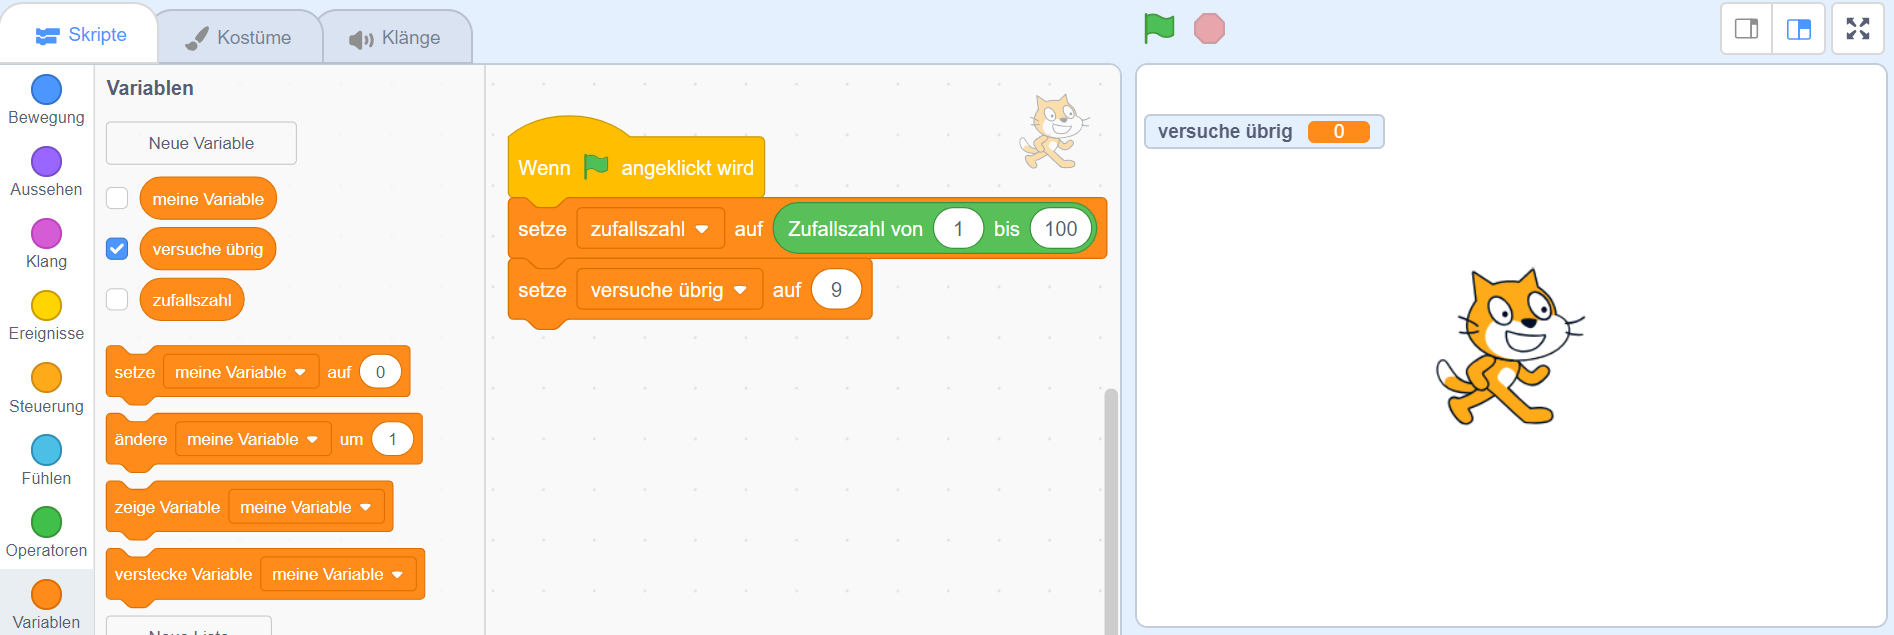 Skripte
Kostüme
Klänge
Bewegung
Aussehen
Klang
Ereignisse
Steuerung
Fühlen
Operatoren
Variablen
Variablen
Neue Variable
meine Variable
versuche übrig
zufallszahl
setze meine Variable auf 0
ändere meine Variable um 1
zeige Variable meine Variable
verstecke Variable meine Variable
Neue Liste
Wenn angeklickt wird
setze zufallszahl auf Zufallszahl von 1 bis 100
setze versuche übrig auf 9
versuche übrig 0